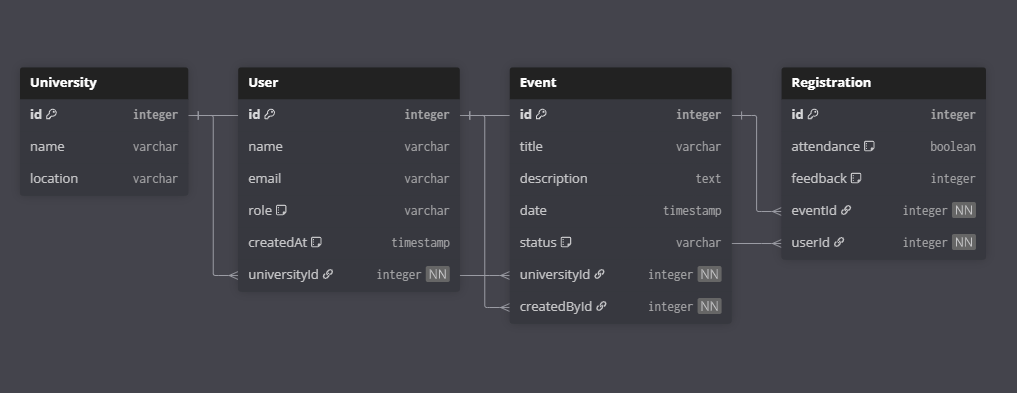 University
id integer
name varchar
location varchar
User
id integer
name varchar
email varchar
role varchar
createdAt timestamp
universityId integer NN
Event
id integer
title varchar
description text
date timestamp
status varchar
universityId integer NN
createdById integer NN
Registration
id integer
attendance boolean
feedback integer
eventId integer NN
userId integer NN